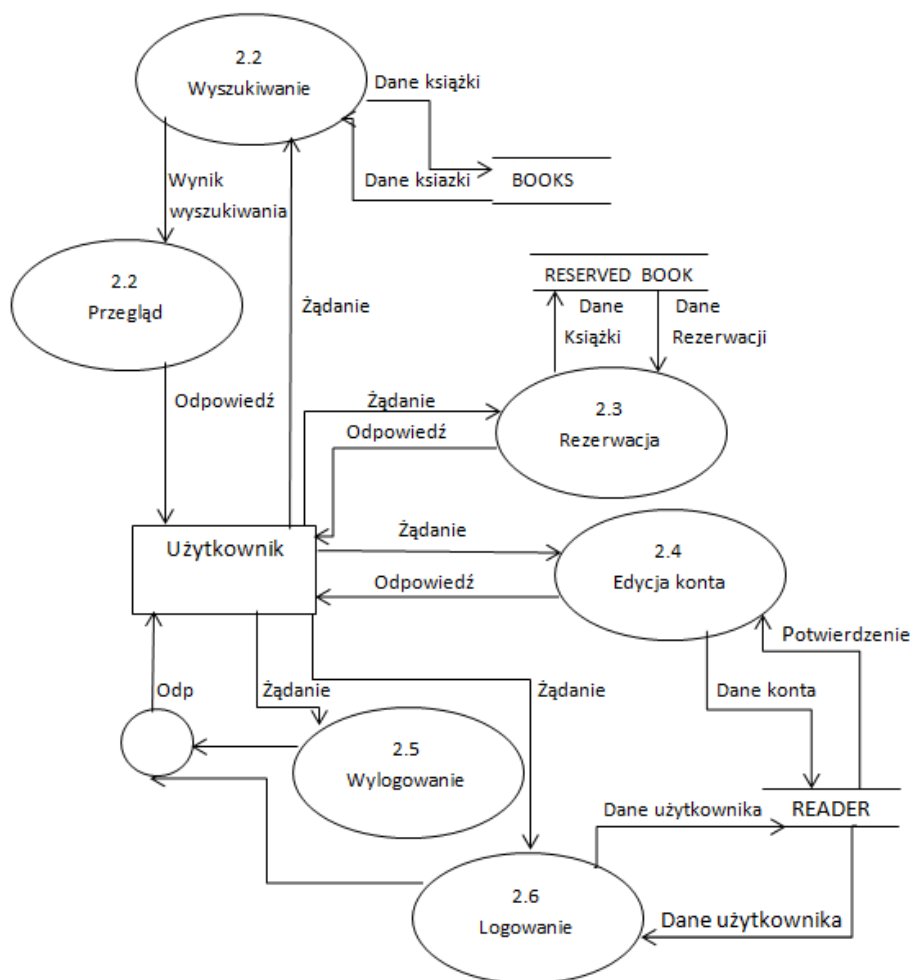 2.2
Wyszukiwanie
Dane książki
Dane ksiazki
BOOKS
Wynik
wyszukiwania
2.2
Przegląd
Żądanie
RESERVED BOOK
Dane
Książki
Dane
Rezerwacji
Odpowiedź
Żądanie
Odpowiedź
2.3
Rezerwacja
Użytkownik
Żądanie
Odpowiedź
2.4
Edycja konta
Potwierdzenie
Odp
Żądanie
Żądanie
Dane konta
2.5
Wylogowanie
Dane użytkownika
READER
2.6
Logowanie
Dane użytkownika